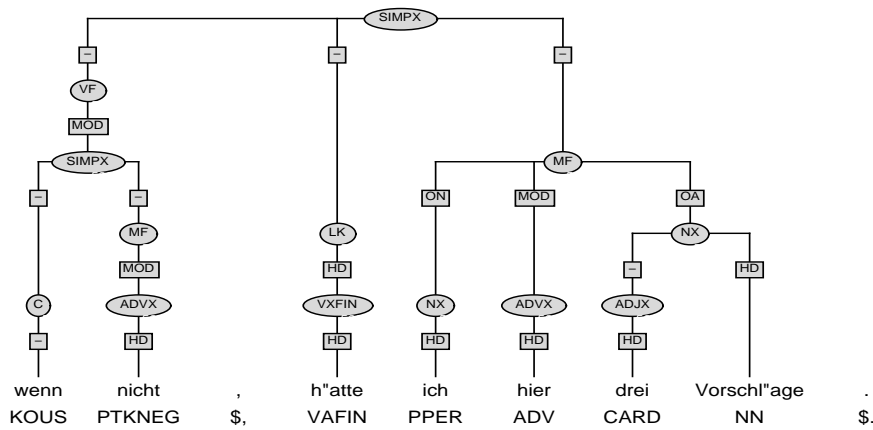 SIMPX
– – –
VF
MOD
SIMPX MF
– – ON MOD OA
MF LK NX
MOD HD – HD
C ADVX VXFIN NX ADVX ADJX
– HD HD HD HD HD
wenn nicht , h"atte ich hier drei Vorschl"age .
KOUS PTKNEG $, VAFIN PPER ADV CARD NN $.